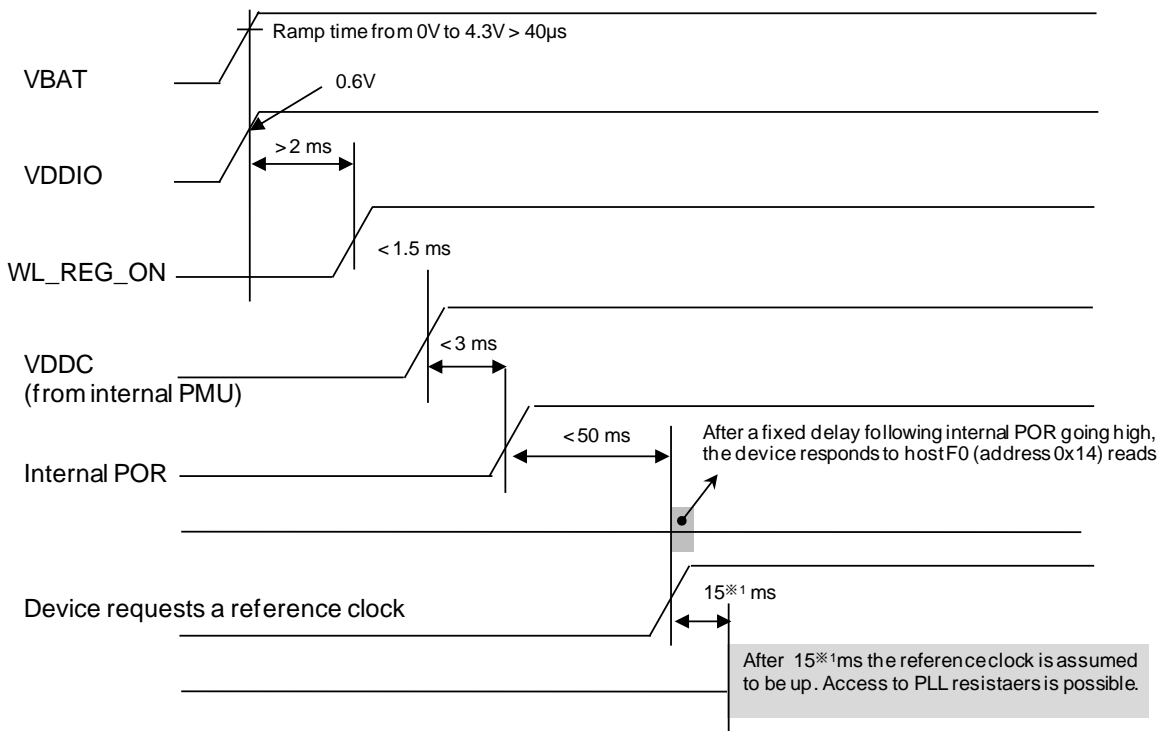 Ramp time from 0V to 4.3V > 40µs
VBAT
0.6V
>2 ms
VDDIO
<1.5 ms
WL_REG_ON
<3 ms
VDDC
(from internal PMU)
<50 ms
After a fixed delay following internal POR going high,
the device responds to host F0 (address 0x14) reads
Internal POR
15※1 ms
Device requests a reference clock
After 15※1ms the reference clock is assumed
to be up. Access to PLL resistaers is possible.